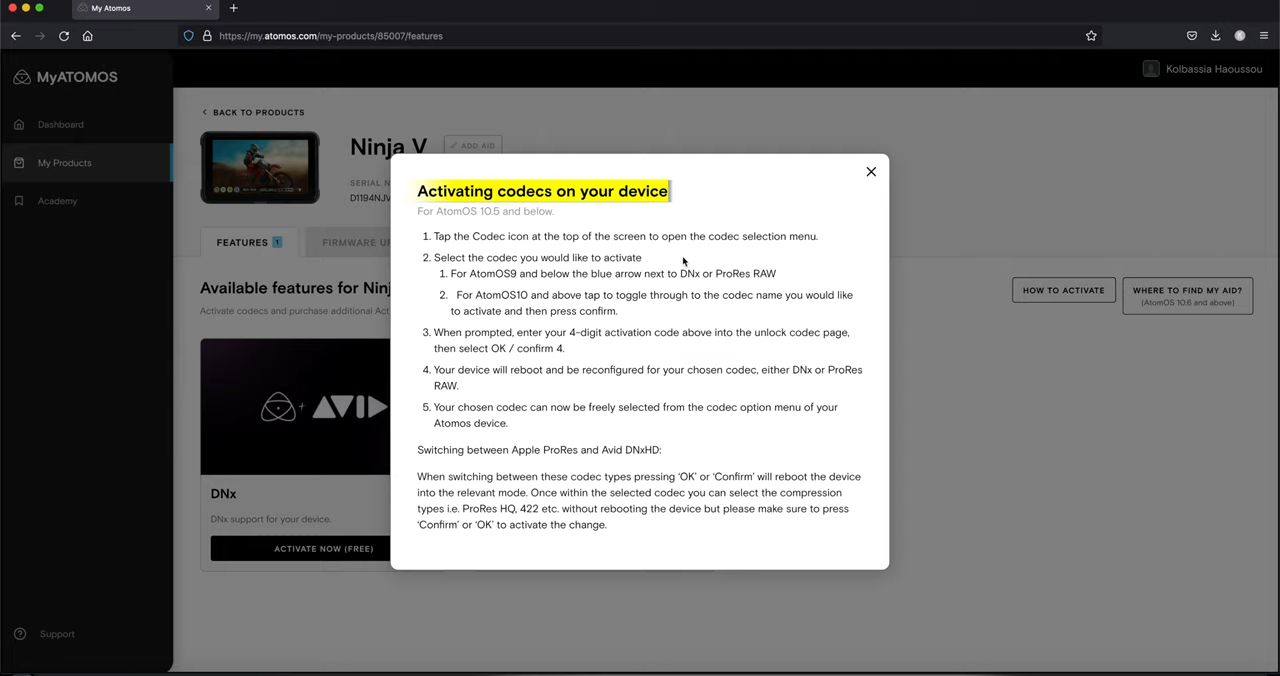 My Atomos
https://my.atomos.com/my-products/85007/features
MyATOMOS
Kolbassia Haoussou
Dashboard
My Products
Academy
Support
BACK TO PRODUCTS
Ninja V
ADD AID
FEATURES 1
HOW TO ACTIVATE
WHERE TO FIND MY AID?
(AtomOS 10.6 and above)
AVID
DNx
DNx support for your device.
ACTIVATE NOW (FREE)
Activating codecs on your device
For AtomOS 10.5 and below.
1. Tap the Codec icon at the top of the screen to open the codec selection menu.
2. Select the codec you would like to activate
1. For AtomOS9 and below the blue arrow next to DNx or ProRes RAW
2. For AtomOS10 and above tap to toggle through to the codec name you would like
to activate and then press confirm.
3. When prompted, enter your 4-digit activation code above into the unlock codec page,
then select OK / confirm 4.
4. Your device will reboot and be reconfigured for your chosen codec, either DNx or ProRes
RAW.
5. Your chosen codec can now be freely selected from the codec option menu of your
Atomos device.
Switching between Apple ProRes and Avid DNxHD:
When switching between these codec types pressing ‘OK’ or ‘Confirm’ will reboot the device
into the relevant mode. Once within the selected codec you can select the compression
types i.e. ProRes HQ, 422 etc. without rebooting the device but please make sure to press
‘Confirm’ or ‘OK’ to activate the change.